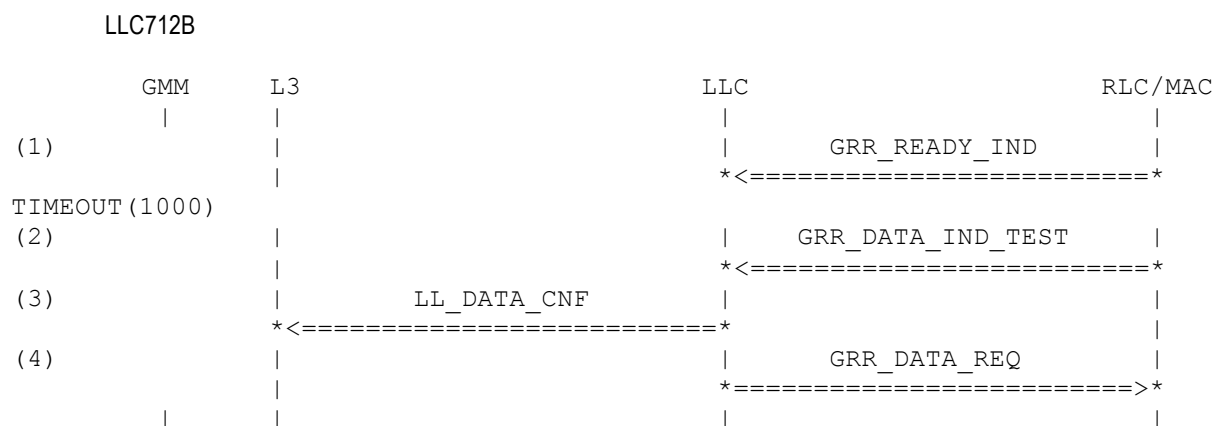 LLC712B
GMM L3 LLC RLC/MAC
| | | |
(1) | | GRR_READY_IND |
| *<=========================*
TIMEOUT(1000)
(2) | | GRR_DATA_IND_TEST |
| *<=========================*
(3) | LL_DATA_CNF | |
*<==========================* |
(4) | | GRR_DATA_REQ |
| *=========================>*
| | | |